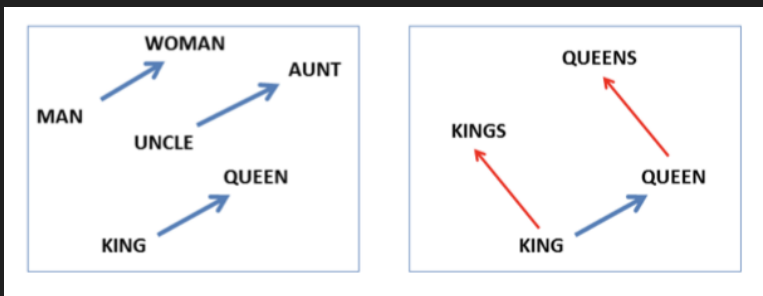 WOMAN
AUNT
MAN
UNCLE
QUEEN
KING
QUEENS
KINGS
QUEEN
KING